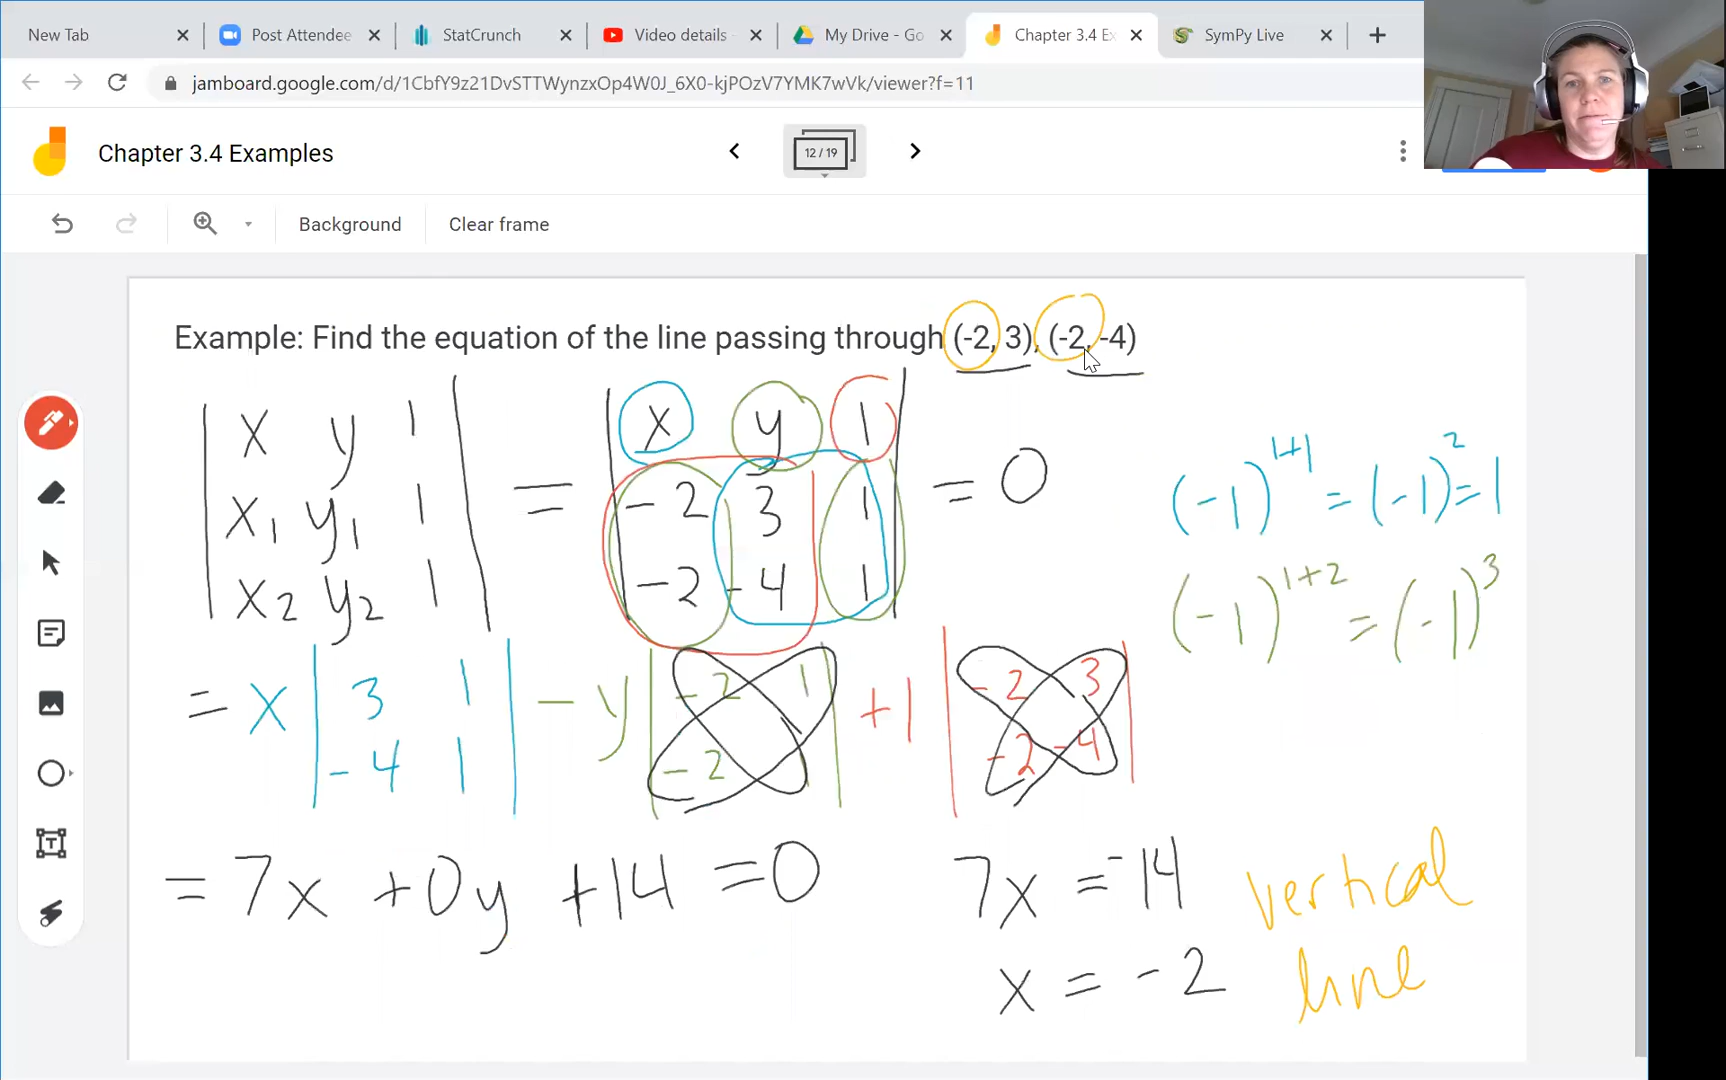 New Tab
Post Attendee
StatCrunch
Video details -
My Drive - Go
Chapter 3.4 Ex
SymPy Live
jamboard.google.com/d/1CbfY9z21DvSTTWynzxOp4W0J_6X0-kjPOzV7YMK7wVk/viewer?f=11
Chapter 3.4 Examples
12 / 19
Background
Clear frame
Example: Find the equation of the line passing through (-2, 3), (-2, -4)
| x y 1 | = | x y 1 | = 0
| x₁ y₁ 1 | | -2 3 1 |
| x₂ y₂ 1 | | -2 -4 1 |
(-1)¹⁺¹ = (-1)² = 1
(-1)¹⁺² = (-1)³
= x | 3 1 | - y | -2 1 | +1 | -2 3 |
| -4 1 | | -2 | | -2 -4 |
= 7x + 0y + 14 = 0
7x = -14
x = -2
vertical
line